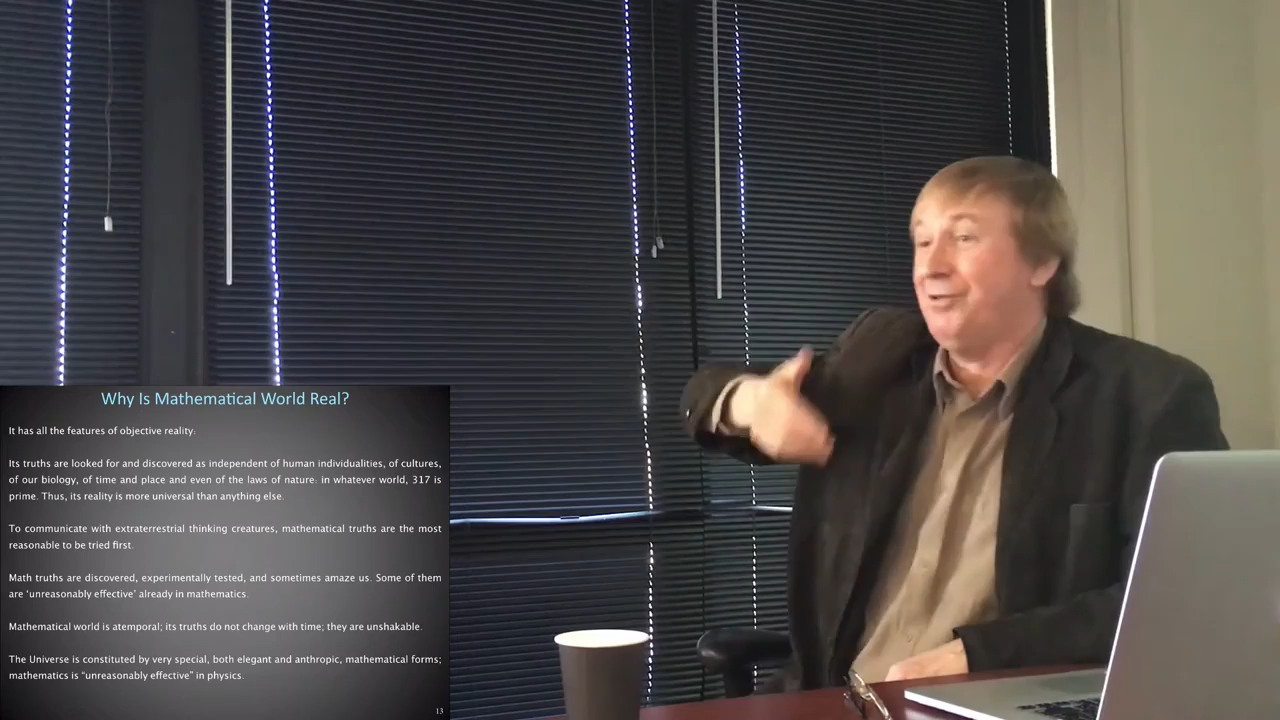 Why Is Mathematical World Real?
It has all the features of objective reality:
Its truths are looked for and discovered as independent of human individualities, of cultures,
of our biology, of time and place and even of the laws of nature: in whatever world, 317 is
prime. Thus, its reality is more universal than anything else.
To communicate with extraterrestrial thinking creatures, mathematical truths are the most
reasonable to be tried first.
Math truths are discovered, experimentally tested, and sometimes amaze us. Some of them
are ‘unreasonably effective’ already in mathematics.
Mathematical world is atemporal; its truths do not change with time; they are unshakable.
The Universe is constituted by very special, both elegant and anthropic, mathematical forms;
mathematics is “unreasonably effective” in physics.
13